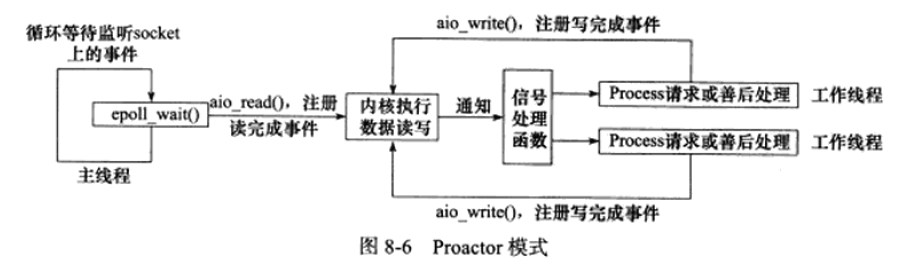 aio_write(), 注册写完成事件
循环等待监听socket
上的事件
epoll_wait()
aio_read(), 注册
读完成事件
主线程
内核执行
数据读写
通知
信号
处理
函数
Process请求或善后处理
工作线程
Process请求或善后处理
工作线程
aio_write(), 注册写完成事件
图 8-6 Proactor 模式